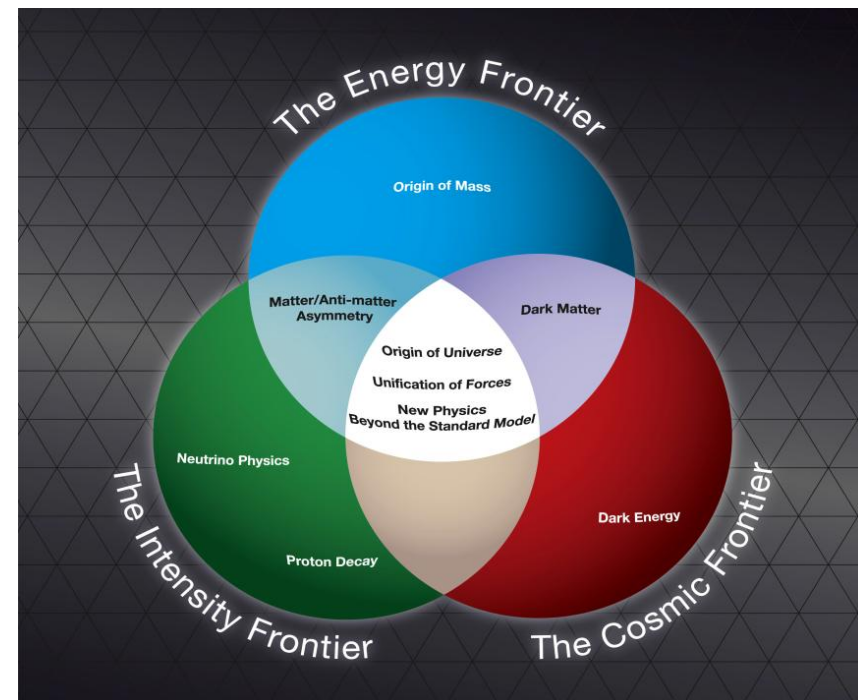 The Energy Frontier
Origin of Mass
Matter/Anti-matter
Asymmetry
Dark Matter
Origin of Universe
Unification of Forces
New Physics
Beyond the Standard Model
Neutrino Physics
Dark Energy
Proton Decay
The Intensity Frontier
The Cosmic Frontier